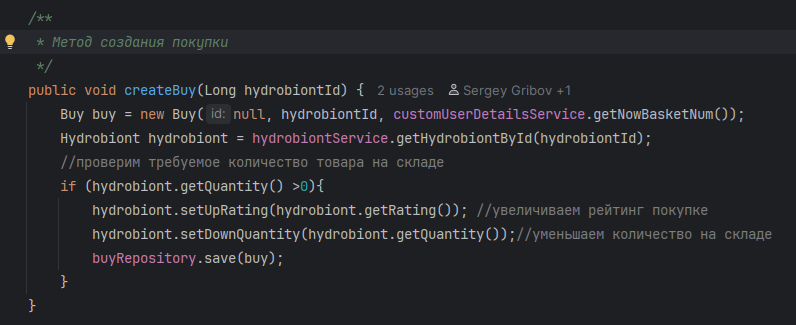 /**
* Метод создания покупки
*/
public void createBuy(Long hydrobiontId) { 2 usages Sergey Gribov +1
Buy buy = new Buy( id: null, hydrobiontId, customUserDetailsService.getNowBasketNum());
Hydrobiont hydrobiont = hydrobiontService.getHydrobiontById(hydrobiontId);
//проверим требуемое количество товара на складе
if (hydrobiont.getQuantity() >0){
hydrobiont.setUpRating(hydrobiont.getRating()); //увеличиваем рейтинг покупке
hydrobiont.setDownQuantity(hydrobiont.getQuantity());//уменьшаем количество на складе
buyRepository.save(buy);
}
}